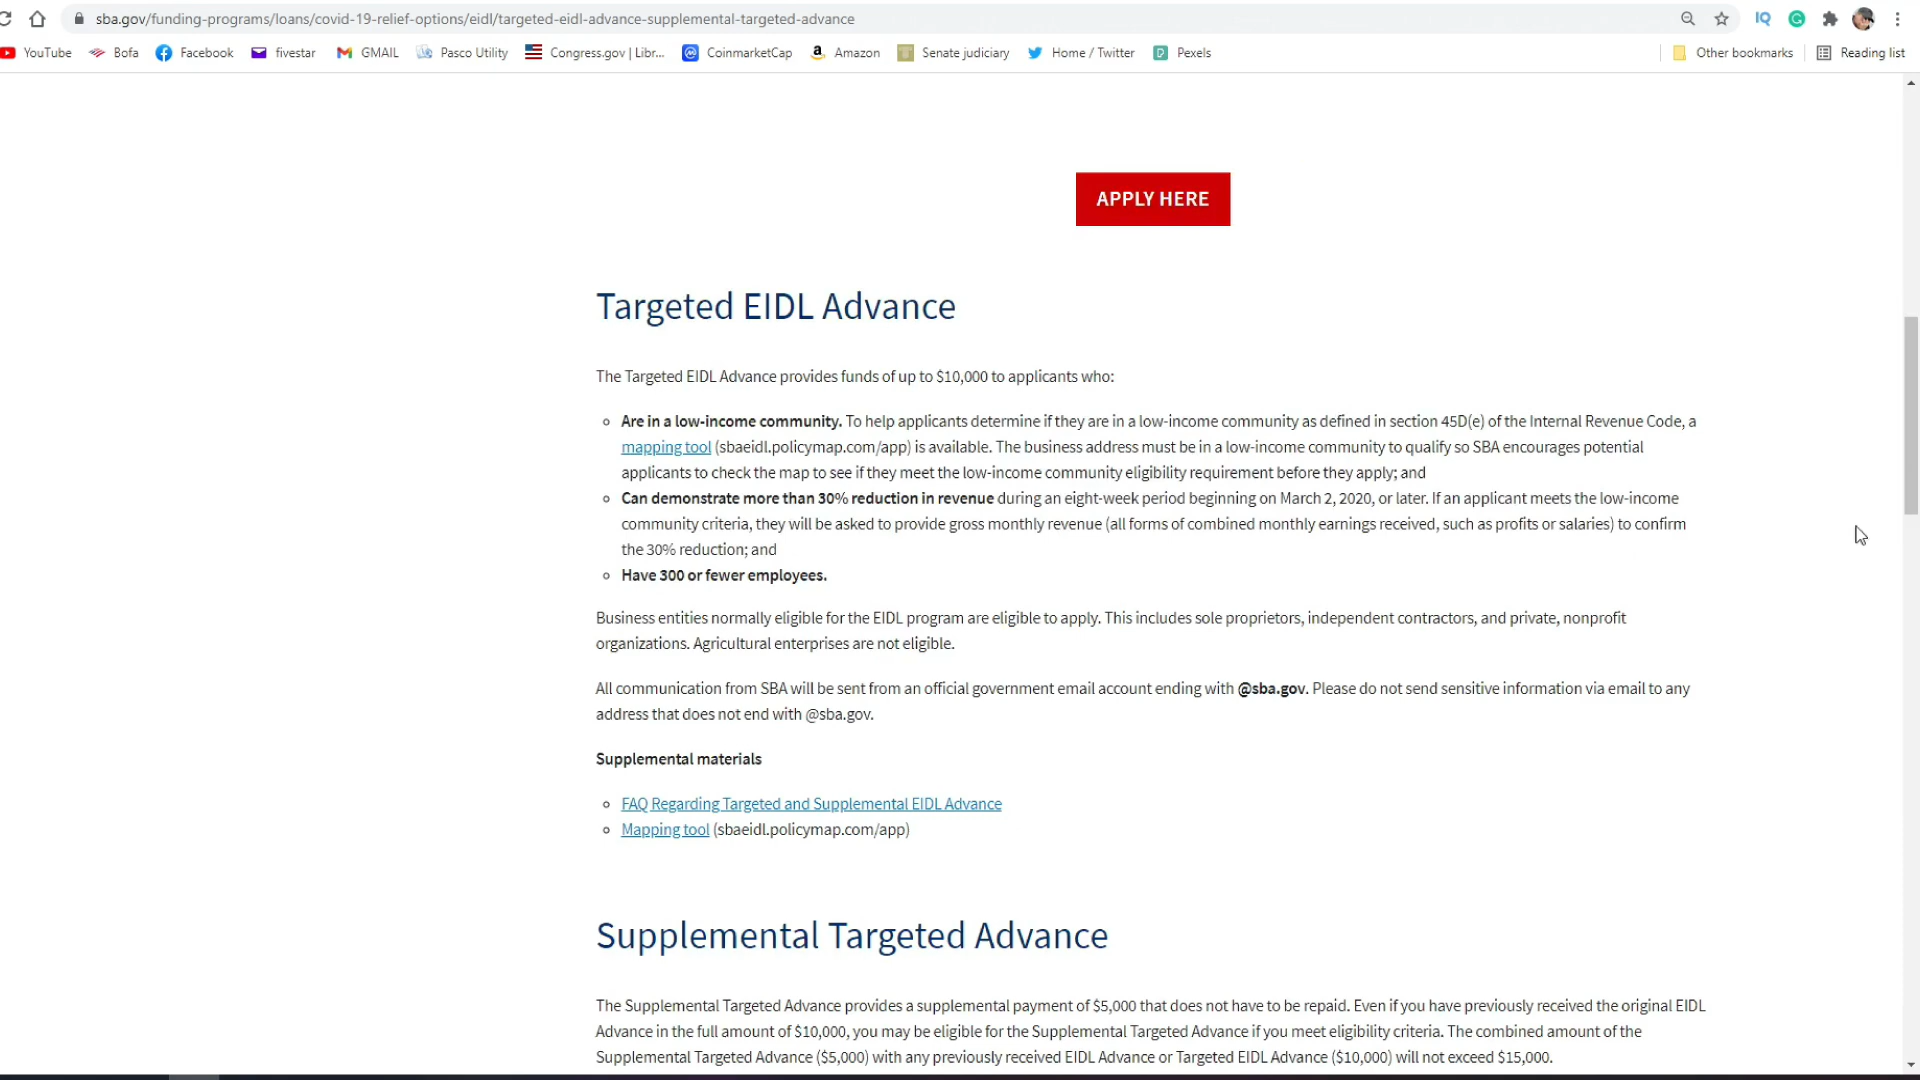 sba.gov/funding-programs/loans/covid-19-relief-options/eidl/targeted-eidl-advance-supplemental-targeted-advance
IQ
YouTube Bofa Facebook fivestar GMAIL Pasco Utility Congress.gov | Libr... CoinmarketCap Amazon Senate judiciary Home / Twitter Pexels Other bookmarks Reading list
APPLY HERE
Targeted EIDL Advance
The Targeted EIDL Advance provides funds of up to $10,000 to applicants who:
Are in a low-income community. To help applicants determine if they are in a low-income community as defined in section 45D(e) of the Internal Revenue Code, a
mapping tool (sbaeidl.policymap.com/app) is available. The business address must be in a low-income community to qualify so SBA encourages potential
applicants to check the map to see if they meet the low-income community eligibility requirement before they apply; and
Can demonstrate more than 30% reduction in revenue during an eight-week period beginning on March 2, 2020, or later. If an applicant meets the low-income
community criteria, they will be asked to provide gross monthly revenue (all forms of combined monthly earnings received, such as profits or salaries) to confirm
the 30% reduction; and
Have 300 or fewer employees.
Business entities normally eligible for the EIDL program are eligible to apply. This includes sole proprietors, independent contractors, and private, nonprofit
organizations. Agricultural enterprises are not eligible.
All communication from SBA will be sent from an official government email account ending with @sba.gov. Please do not send sensitive information via email to any
address that does not end with @sba.gov.
Supplemental materials
FAQ Regarding Targeted and Supplemental EIDL Advance
Mapping tool (sbaeidl.policymap.com/app)
Supplemental Targeted Advance
The Supplemental Targeted Advance provides a supplemental payment of $5,000 that does not have to be repaid. Even if you have previously received the original EIDL
Advance in the full amount of $10,000, you may be eligible for the Supplemental Targeted Advance if you meet eligibility criteria. The combined amount of the
Supplemental Targeted Advance ($5,000) with any previously received EIDL Advance or Targeted EIDL Advance ($10,000) will not exceed $15,000.